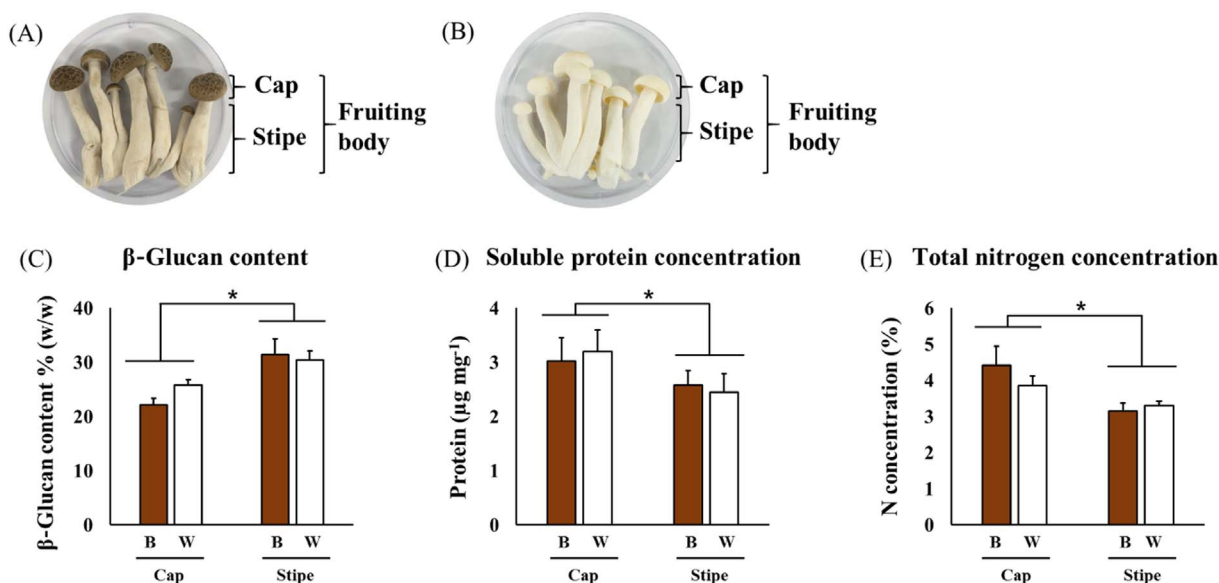 (A)
Cap
Stipe
Fruiting
body
(B)
Cap
Stipe
Fruiting
body
(C)
β-Glucan content
β-Glucan content % (w/w)
40
30
20
10
0
*
B W B W
Cap Stipe
(D)
Soluble protein concentration
Protein (µg mg⁻¹)
4
3
2
1
0
*
B W B W
Cap Stipe
(E)
Total nitrogen concentration
N concentration (%)
6
5
4
3
2
1
0
*
B W B W
Cap Stipe